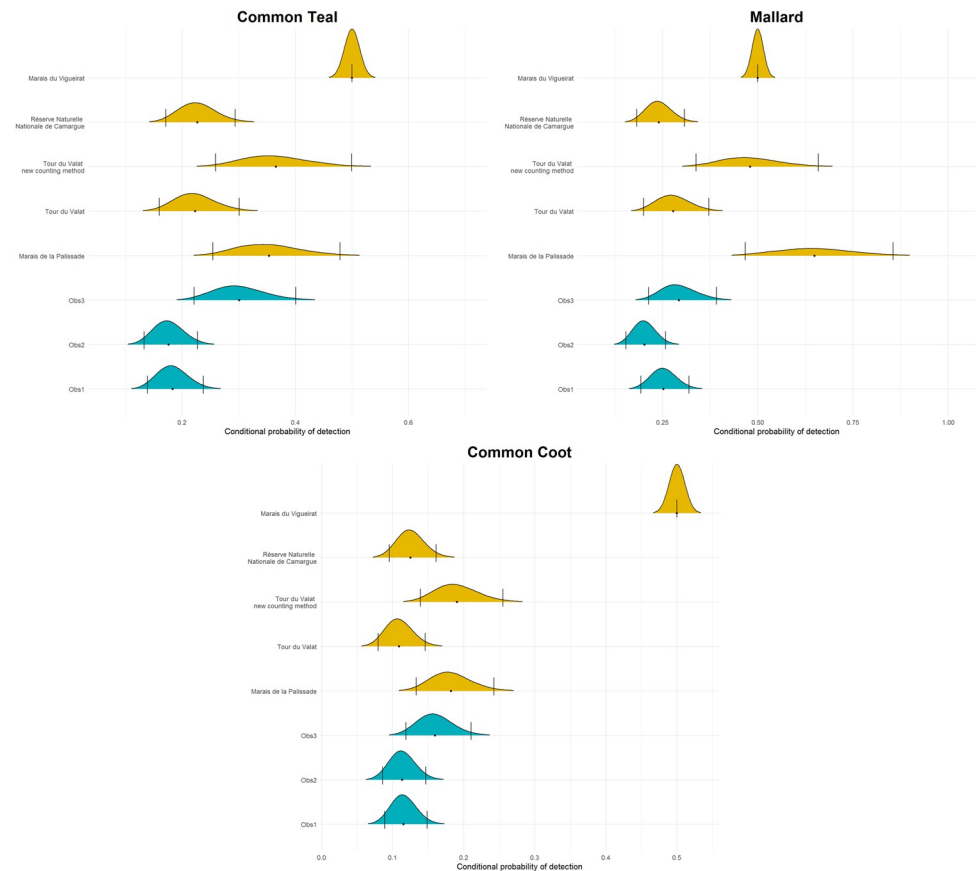 Common Teal
Marais du Vigueirat
Réserve Naturelle
Nationale de Camargue
Tour du Valat
new counting method
Tour du Valat
Marais de la Palissade
Obs3
Obs2
Obs1
0.2 0.4 0.6
Conditional probability of detection
Mallard
Marais du Vigueirat
Réserve Naturelle
Nationale de Camargue
Tour du Valat
new counting method
Tour du Valat
Marais de la Palissade
Obs3
Obs2
Obs1
0.25 0.50 0.75 1.00
Conditional probability of detection
Common Coot
Marais du Vigueirat
Réserve Naturelle
Nationale de Camargue
Tour du Valat
new counting method
Tour du Valat
Marais de la Palissade
Obs3
Obs2
Obs1
0.0 0.1 0.2 0.3 0.4 0.5
Conditional probability of detection